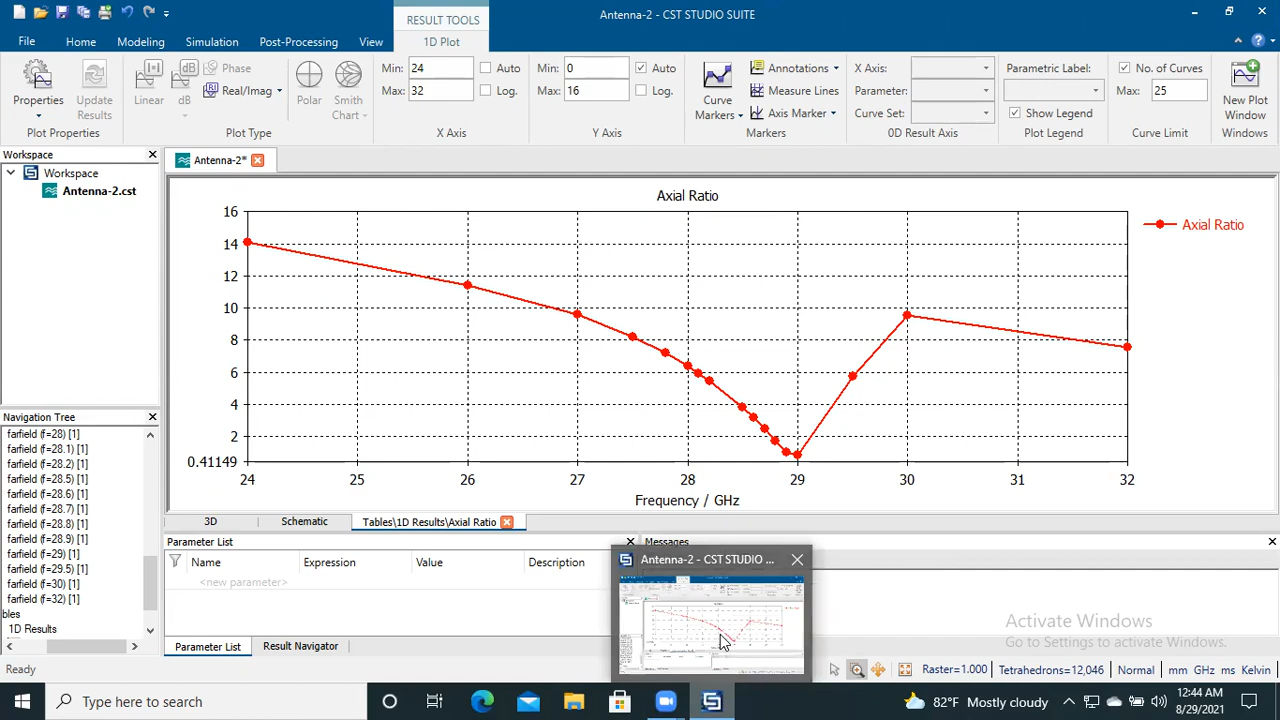 Antenna-2 - CST STUDIO SUITE
RESULT TOOLS
File
Home
Modeling
Simulation
Post-Processing
View
1D Plot
Properties
Update
Results
Plot Properties
Linear
dB
Phase
Real/Imag
Plot Type
Polar
Smith
Chart
Min: 24
Auto
Max: 32
Log.
X Axis
Min: 0
Auto
Max: 16
Log.
Y Axis
Curve
Markers
Annotations
Measure Lines
Axis Marker
Markers
X Axis:
Parameter:
Curve Set:
0D Result Axis
Parametric Label:
Show Legend
Plot Legend
No. of Curves
Max: 25
Curve Limit
New Plot
Window
Windows
Workspace
Workspace
Antenna-2.cst
Antenna-2*
Axial Ratio
16
14
12
10
8
6
4
2
0.41149
24 25 26 27 28 29 30 31 32
Frequency / GHz
Axial Ratio
Navigation Tree
farfield (f=28) [1]
farfield (f=28.1) [1]
farfield (f=28.2) [1]
farfield (f=28.5) [1]
farfield (f=28.6) [1]
farfield (f=28.7) [1]
farfield (f=28.8) [1]
farfield (f=28.9) [1]
farfield (f=29) [1]
farfield (f=29.5) [1]
farfield (f=30) [1]
farfield (f=32) [1]
bles
1D Results
3D
Schematic
Tables\1D Results\Axial Ratio
Parameter List
Name
Expression
Value
Description
<new parameter>
Parameter List
Result Navigator
Messages
Antenna-2 - CST STUDIO ...
Activate Windows
Go to Settings to activate Windows.
Ready
Raster=1.000
Tetrahedrons=12,046
Normal
mm GHz ns Kelvin
Type here to search
82°F Mostly cloudy
12:44 AM
8/29/2021